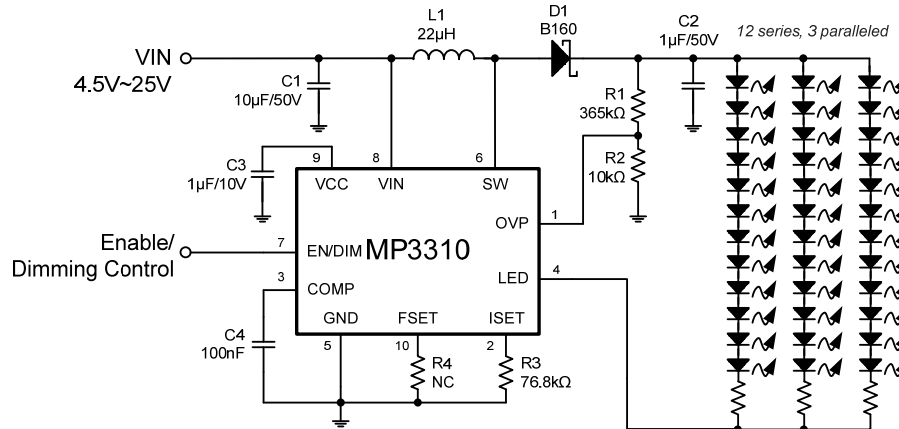 L1
22µH
D1
B160
C2
1µF/50V
12 series, 3 paralleled
VIN
4.5V~25V
C1
10µF/50V
R1
365kΩ
R2
10kΩ
C3
1µF/10V
9
8
6
VCC
VIN
SW
OVP
1
Enable/
Dimming Control
7
EN/DIM
MP3310
LED
4
3
COMP
GND
FSET
ISET
5
10
2
C4
100nF
R4
NC
R3
76.8kΩ